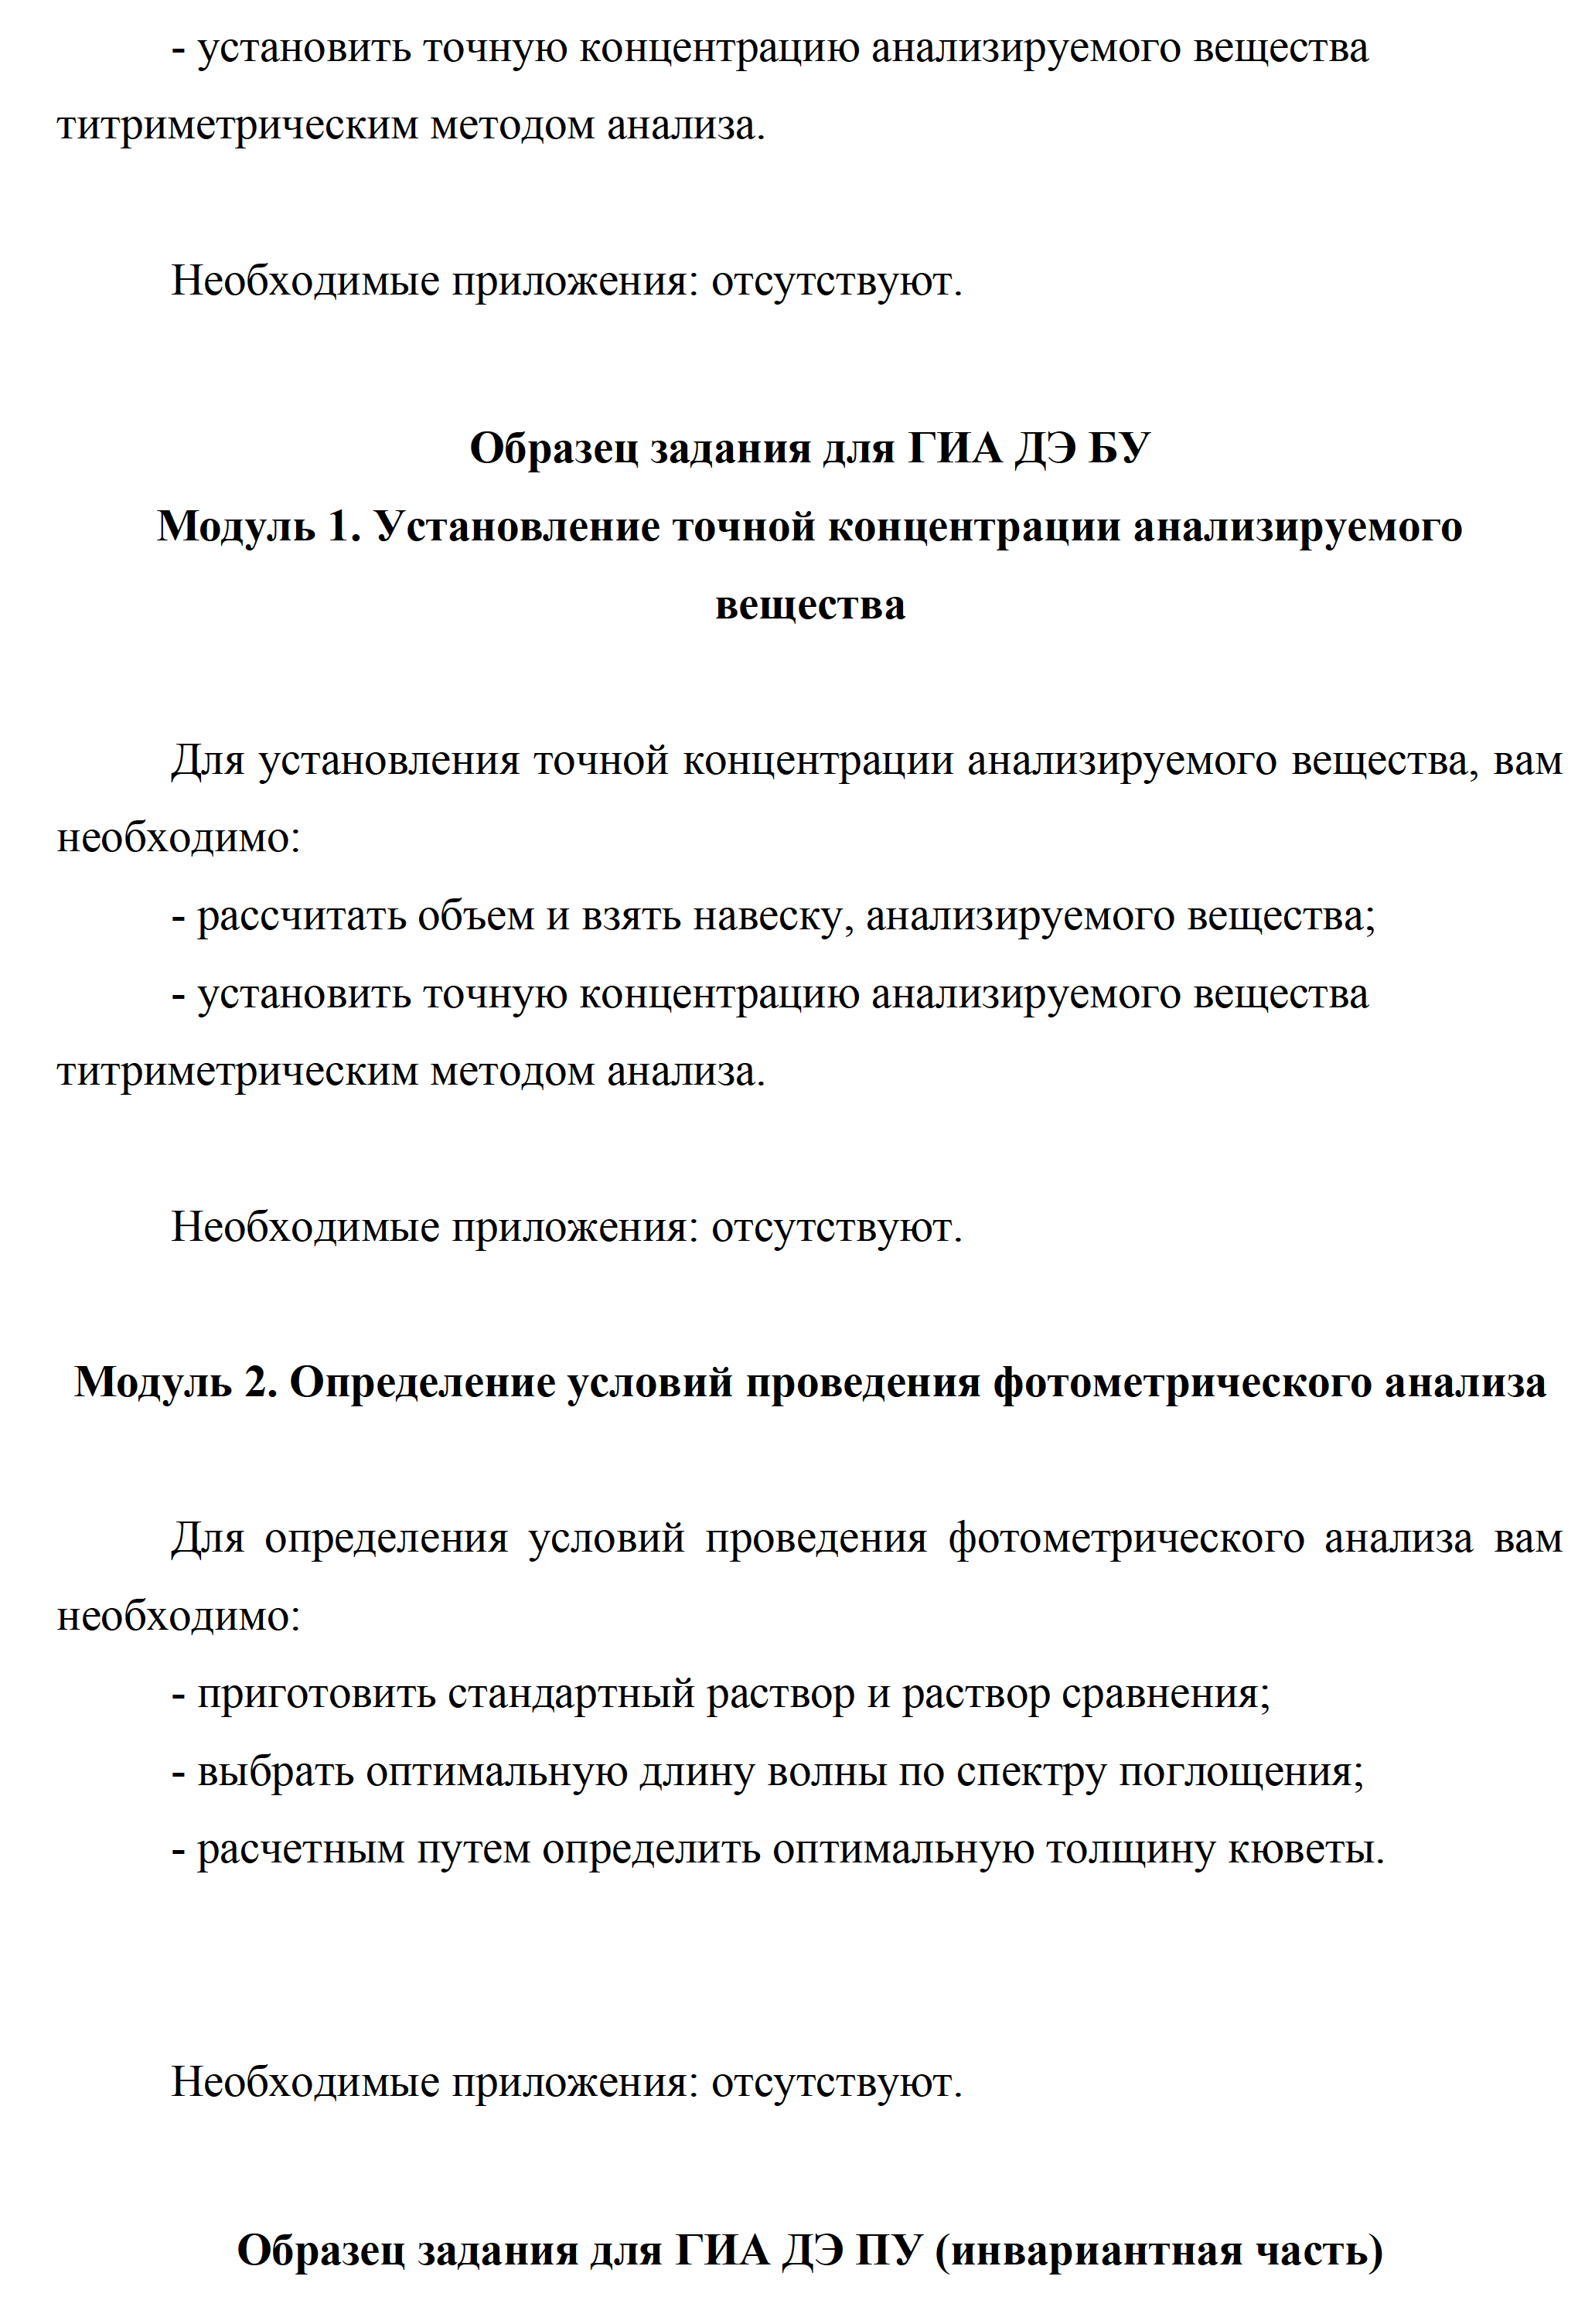 - установить точную концентрацию анализируемого вещества
титриметрическим методом анализа.
Необходимые приложения: отсутствуют.
Образец задания для ГИА ДЭ БУ
Модуль 1. Установление точной концентрации анализируемого
вещества
Для установления точной концентрации анализируемого вещества, вам
необходимо:
- рассчитать объем и взять навеску, анализируемого вещества;
- установить точную концентрацию анализируемого вещества
титриметрическим методом анализа.
Необходимые приложения: отсутствуют.
Модуль 2. Определение условий проведения фотометрического анализа
Для определения условий проведения фотометрического анализа вам
необходимо:
- приготовить стандартный раствор и раствор сравнения;
- выбрать оптимальную длину волны по спектру поглощения;
- расчетным путем определить оптимальную толщину кюветы.
Необходимые приложения: отсутствуют.
Образец задания для ГИА ДЭ ПУ (инвариантная часть)